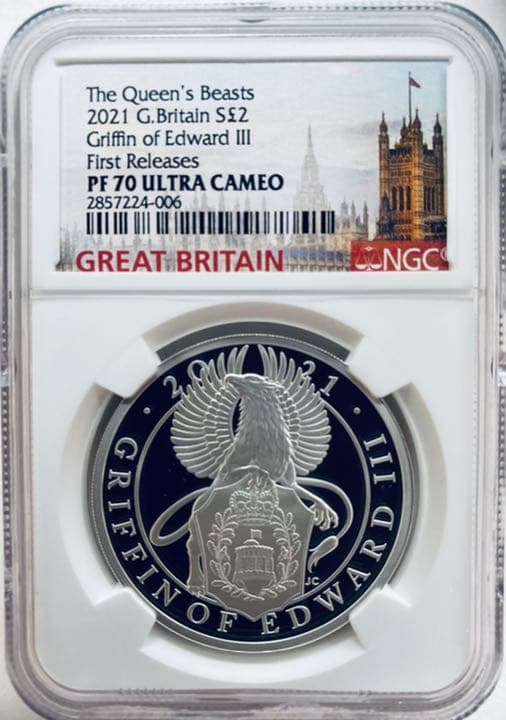 The Queen's Beasts
2021 G.Britain S£2
Griffin of Edward III
First Releases
PF 70 ULTRA CAMEO
2857224-006
GREAT BRITAIN
NGC
· 2021 ·
GRIFFIN OF EDWARD III
JC